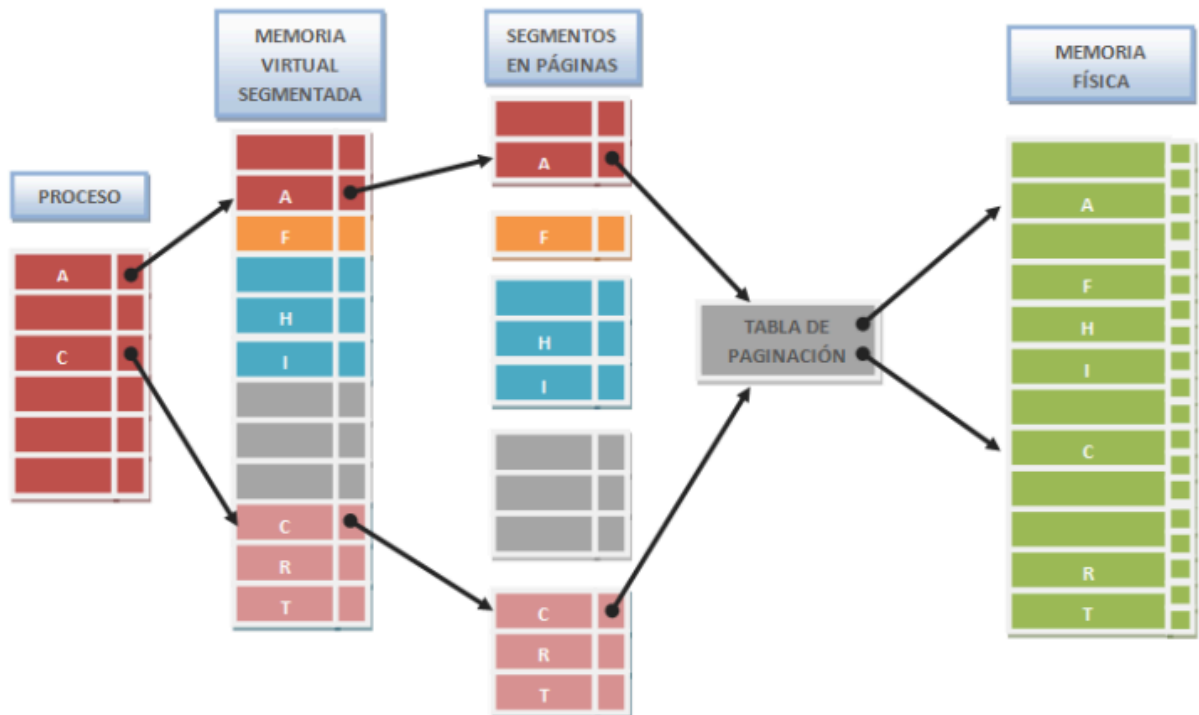 PROCESO
A
C
MEMORIA
VIRTUAL
SEGMENTADA
A
F
H
I
C
R
T
SEGMENTOS
EN PÁGINAS
A
F
H
I
C
R
T
TABLA DE
PAGINACIÓN
MEMORIA
FÍSICA
A
F
H
I
C
R
T